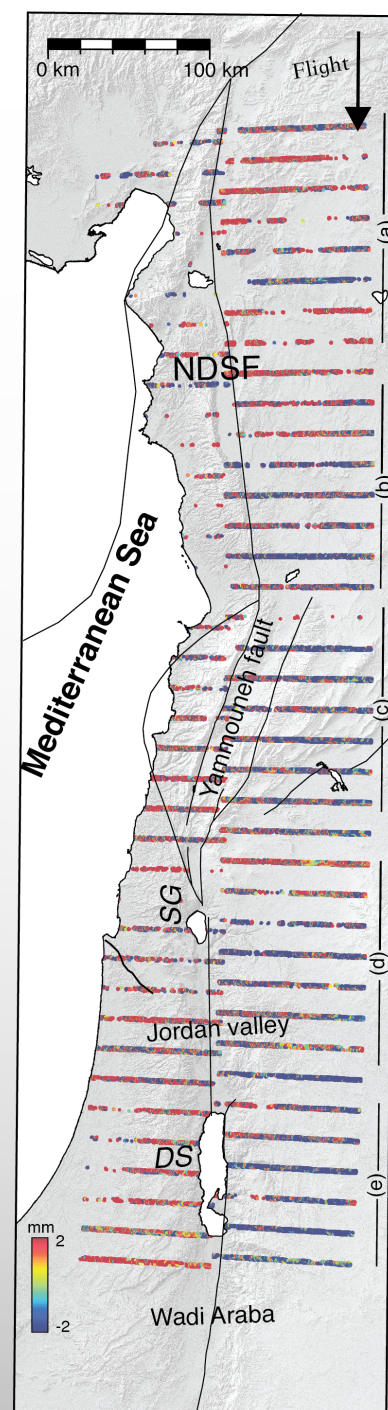 0 km
100 km
Flight
(a)
NDSF
(b)
Mediterranean Sea
Yammouneh fault
(c)
SG
(d)
Jordan valley
DS
(e)
mm
2
-2
Wadi Araba